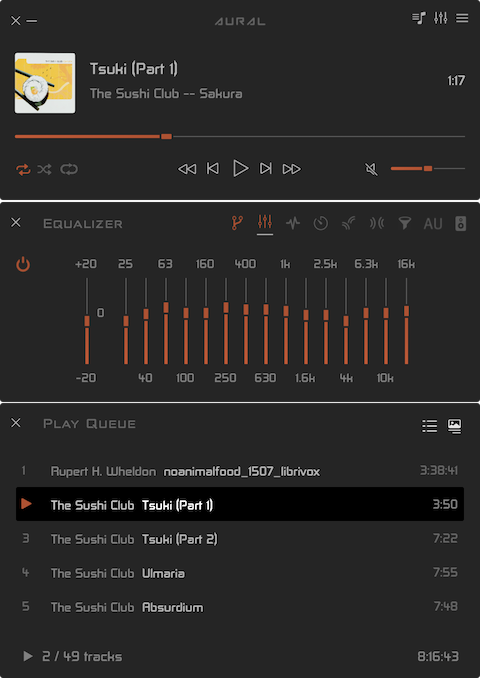 AURAL
Tsuki (Part 1)
The Sushi Club -- Sakura
1:17
Equalizer
AU
+20 25 63 160 400 1k 2.5k 6.3k 16k
0
-20 40 100 250 630 1.6k 4k 10k
Play Queue
1 Rupert H. Wheldon noanimalfood_1507_librivox 3:38:41
The Sushi Club Tsuki (Part 1) 3:50
3 The Sushi Club Tsuki (Part 2) 7:22
4 The Sushi Club Ulmaria 7:55
5 The Sushi Club Absurdium 7:48
2 / 49 tracks 8:16:43